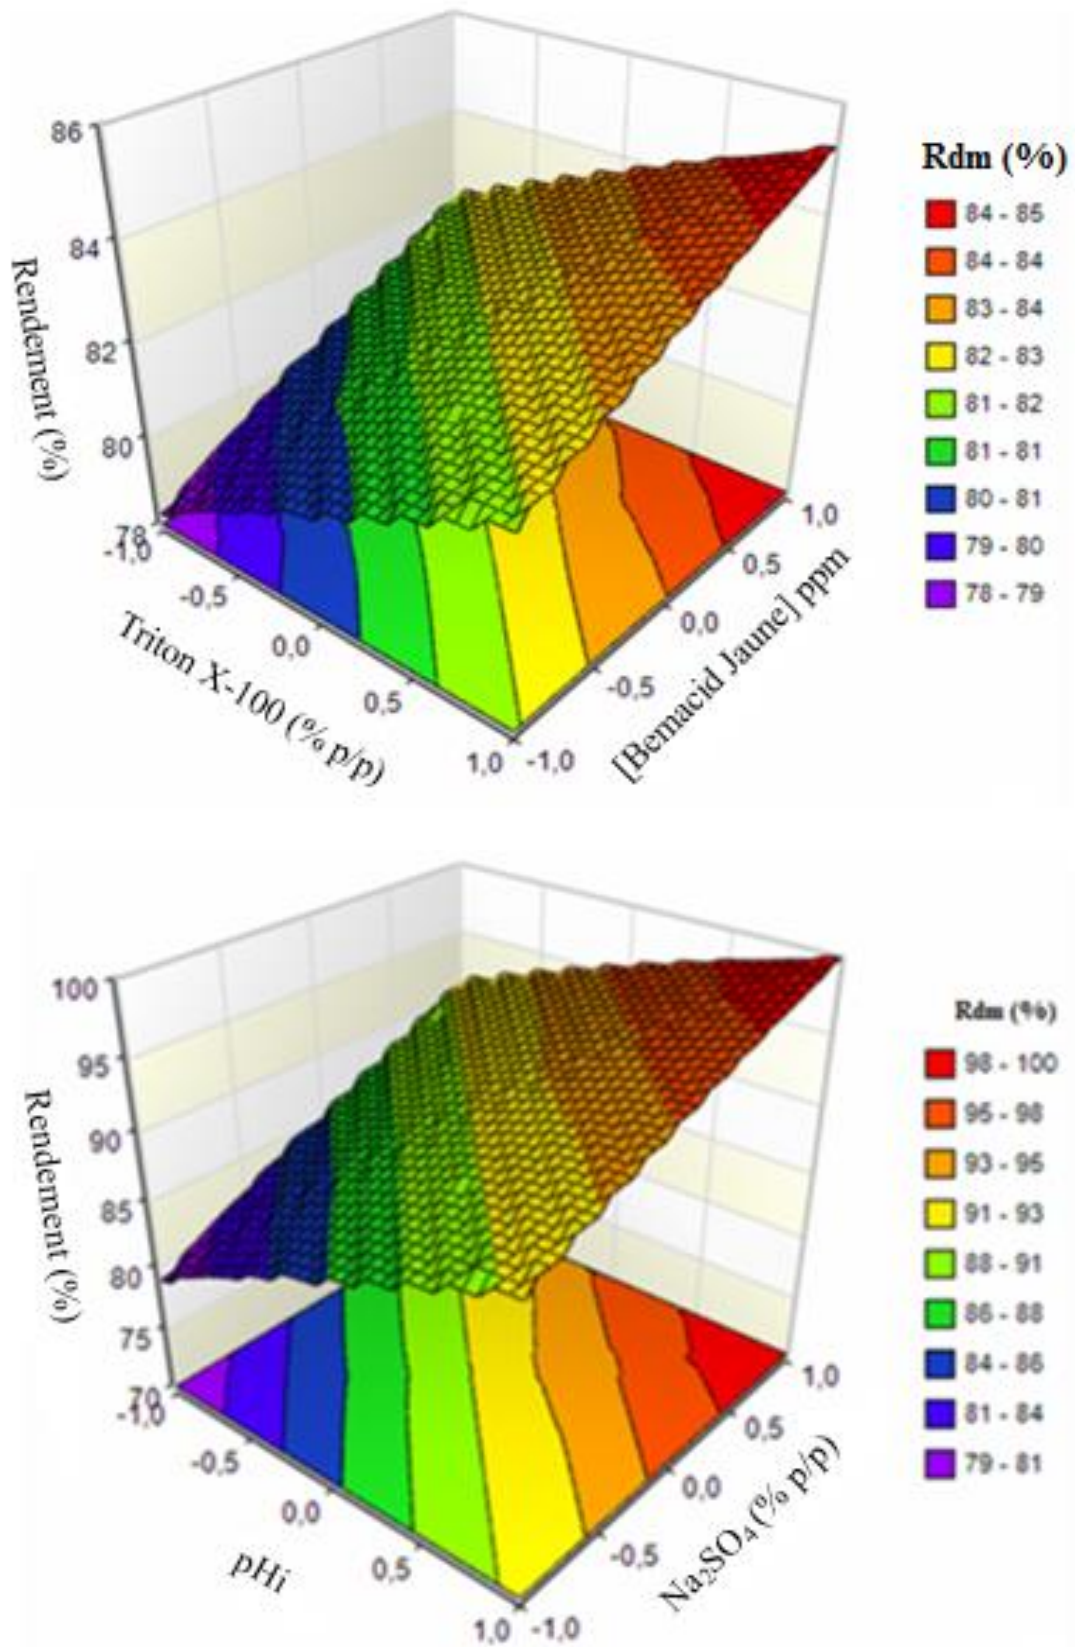 86
84
82
80
78
Rendement (%)
-1,0
-0,5
0,0
0,5
1,0
Triton X-100 (% p/p)
-1,0
-0,5
0,0
0,5
1,0
[Bemacid Jaune] ppm
Rdm (%)
84 - 85
84 - 84
83 - 84
82 - 83
81 - 82
81 - 81
80 - 81
79 - 80
78 - 79
100
95
90
85
80
75
70
Rendement (%)
-1,0
-0,5
0,0
0,5
1,0
pHi
-1,0
-0,5
0,0
0,5
1,0
Na₂SO₄ (% p/p)
Rdm (%)
98 - 100
95 - 98
93 - 95
91 - 93
88 - 91
86 - 88
84 - 86
81 - 84
79 - 81